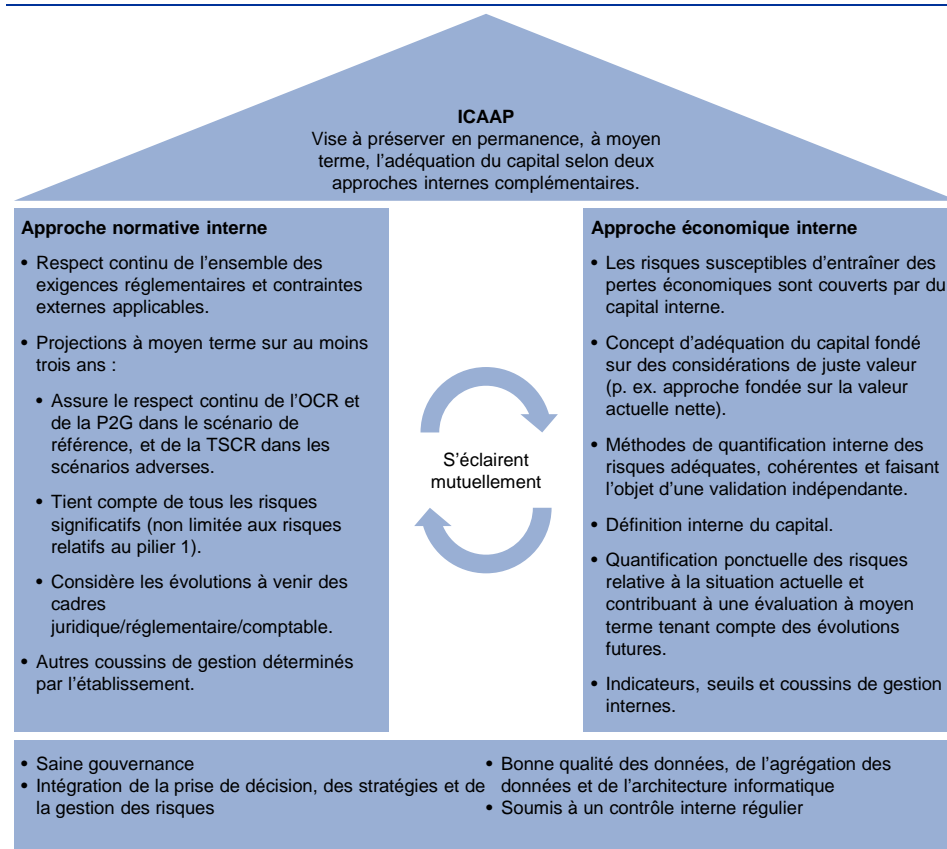 ICAAP
Vise à préserver en permanence, à moyen
terme, l’adéquation du capital selon deux
approches internes complémentaires.
Approche normative interne
• Respect continu de l’ensemble des
exigences réglementaires et contraintes
externes applicables.
• Projections à moyen terme sur au moins
trois ans :
• Assure le respect continu de l’OCR et
de la P2G dans le scénario de
référence, et de la TSCR dans les
scénarios adverses.
• Tient compte de tous les risques
significatifs (non limitée aux risques
relatifs au pilier 1).
• Considère les évolutions à venir des
cadres
juridique/réglementaire/comptable.
• Autres coussins de gestion déterminés
par l’établissement.
S’éclairent
mutuellement
Approche économique interne
• Les risques susceptibles d’entraîner des
pertes économiques sont couverts par du
capital interne.
• Concept d’adéquation du capital fondé
sur des considérations de juste valeur
(p. ex. approche fondée sur la valeur
actuelle nette).
• Méthodes de quantification interne des
risques adéquates, cohérentes et faisant
l’objet d’une validation indépendante.
• Définition interne du capital.
• Quantification ponctuelle des risques
relative à la situation actuelle et
contribuant à une évaluation à moyen
terme tenant compte des évolutions
futures.
• Indicateurs, seuils et coussins de gestion
internes.
• Saine gouvernance
• Intégration de la prise de décision, des stratégies et de
la gestion des risques
• Bonne qualité des données, de l’agrégation des
données et de l’architecture informatique
• Soumis à un contrôle interne régulier